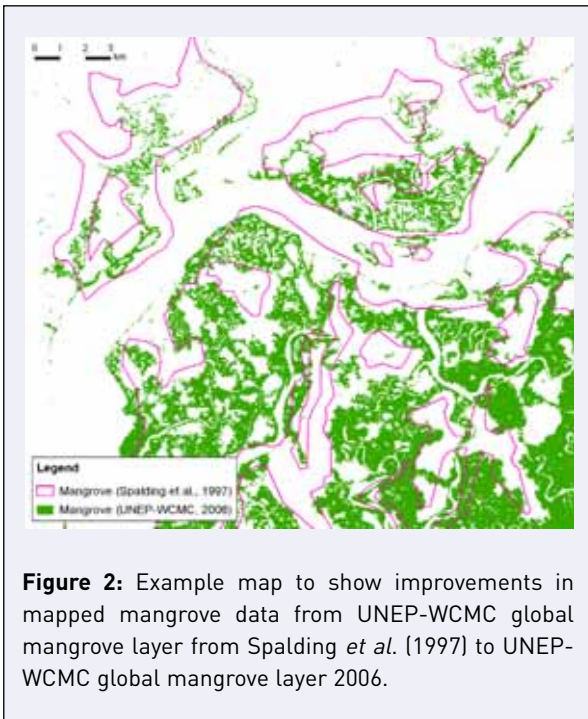 0 1 2 3
km
Legend
Mangrove (Spalding et al., 1997)
Mangrove (UNEP-WCMC, 2006)
Figure 2: Example map to show improvements in
mapped mangrove data from UNEP-WCMC global
mangrove layer from Spalding et al. (1997) to UNEP-
WCMC global mangrove layer 2006.